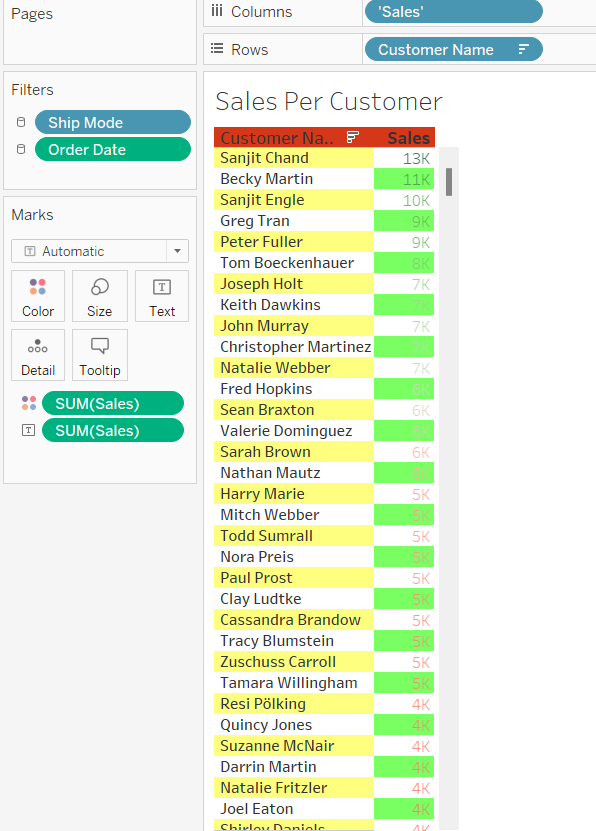 Pages
Columns
'Sales'
Rows
Customer Name
Filters
Ship Mode
Order Date
Marks
Automatic
Color
Size
Text
Detail
Tooltip
SUM(Sales)
SUM(Sales)
Sales Per Customer
Customer Na.. Sales
Sanjit Chand 13K
Becky Martin 11K
Sanjit Engle 10K
Greg Tran 9K
Peter Fuller 9K
Tom Boeckenhauer 8K
Joseph Holt 7K
Keith Dawkins
John Murray 7K
Christopher Martinez
Natalie Webber 7K
Fred Hopkins 6K
Sean Braxton 6K
Valerie Dominguez
Sarah Brown 6K
Nathan Mautz
Harry Marie 5K
Mitch Webber 5K
Todd Sumrall 5K
Nora Preis 5K
Paul Prost 5K
Clay Ludtke 5K
Cassandra Brandow 5K
Tracy Blumstein 5K
Zuschuss Carroll 5K
Tamara Willingham 5K
Resi Pölking 4K
Quincy Jones 4K
Suzanne McNair 4K
Darrin Martin 4K
Natalie Fritzler 4K
Joel Eaton 4K
Shirley Daniels 4K